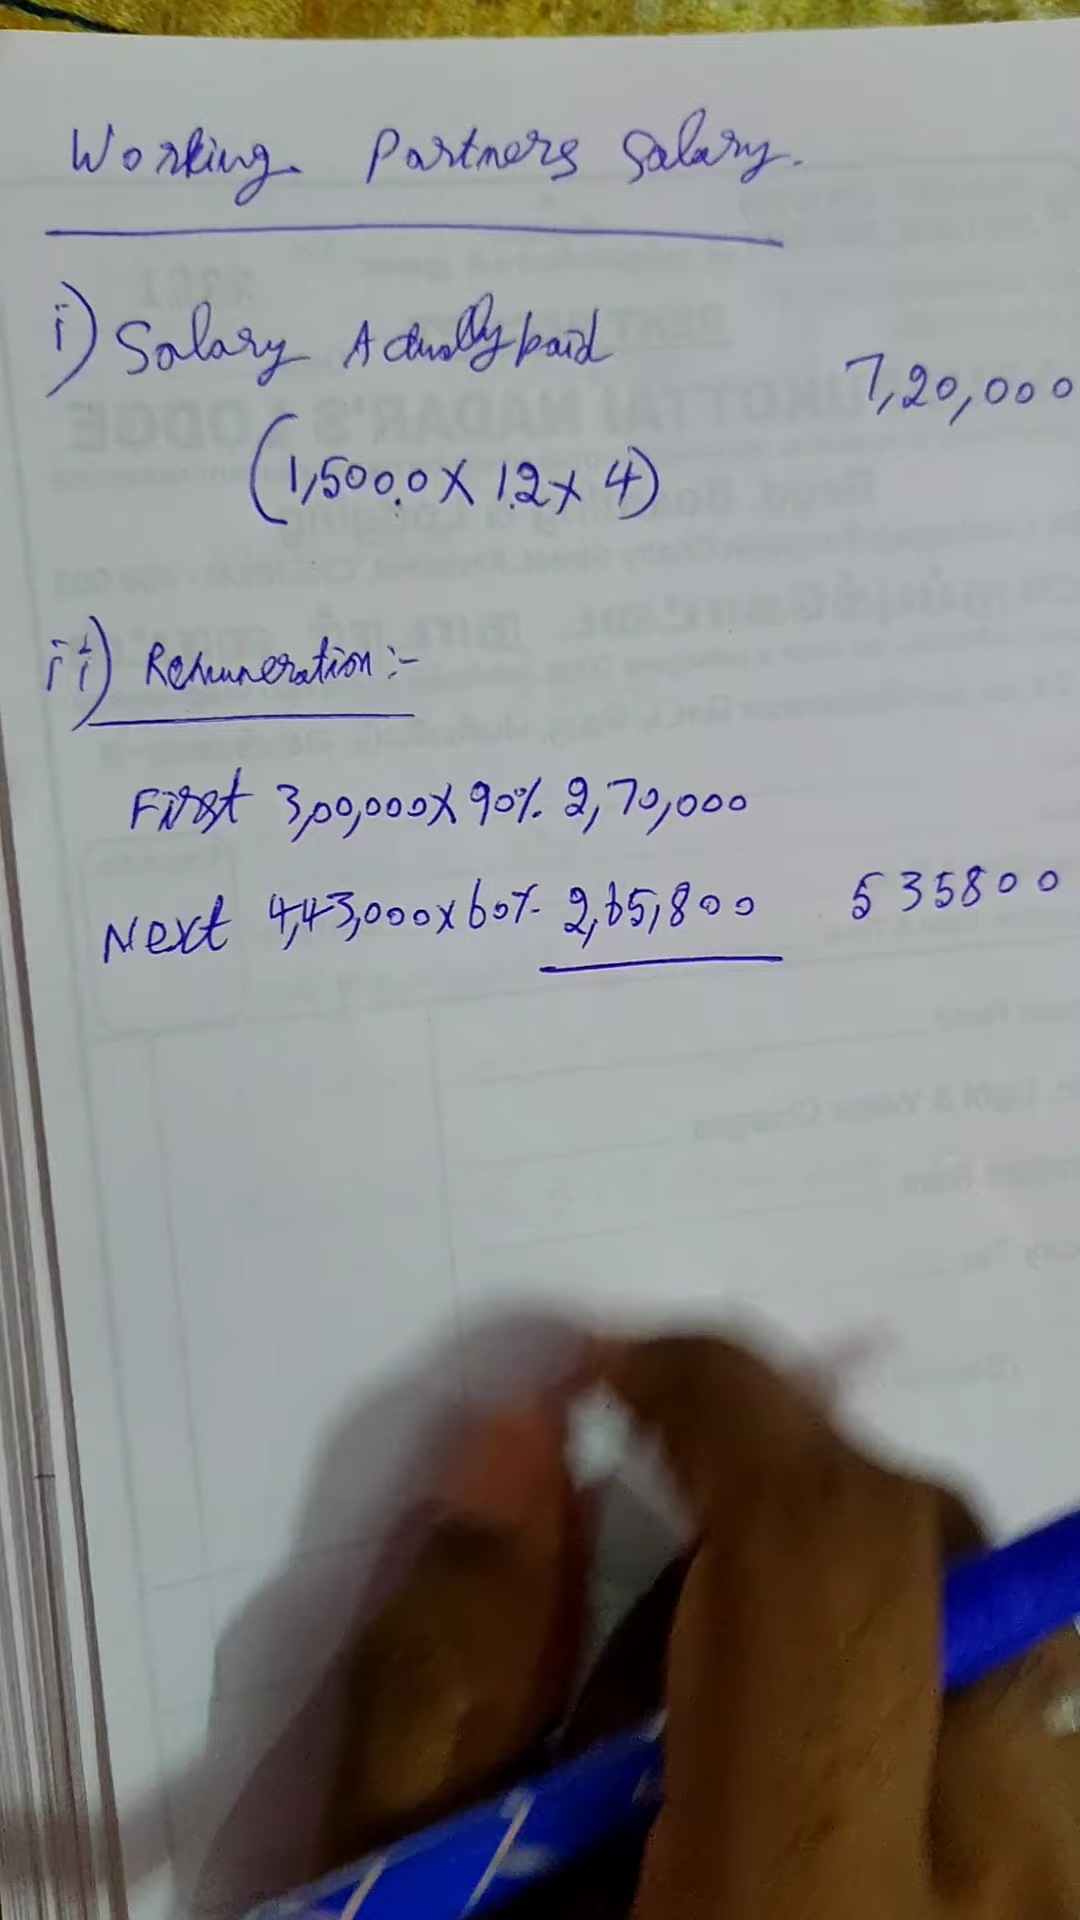 Working Partners Salary.
i) Salary Actually paid 7,20,000
(1,5000 x 12 x 4)
ii) Remuneration :-
First 3,00,000 x 90% 2,70,000
Next 4,43,000 x 60% 2,65,800 535800